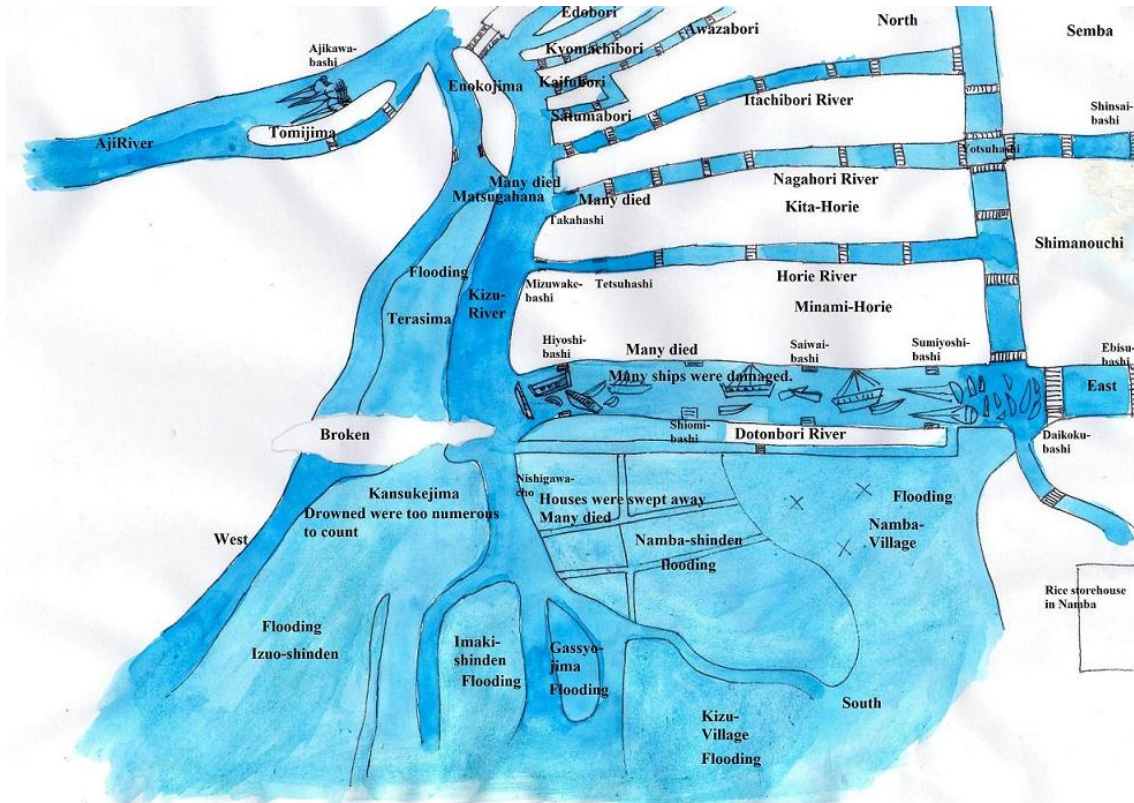 Edobori
North
Awazabori
Semba
Kyomachibori
Ajikawa-
bashi
Enokojima
Kaifubori
Itachibori River
Satumabori
Shinsai-
bashi
Tomijima
AjiRiver
Yotsuhashi
Many died
Matsugahana
Nagahori River
Many died
Takahashi
Kita-Horie
Shimanouchi
Flooding
Horie River
Mizuwake-
bashi
Tetsuhashi
Kizu-
River
Terasima
Minami-Horie
Hiyoshi-
bashi
Many died
Saiwai-
bashi
Sumiyoshi-
bashi
Ebisu-
bashi
Many ships were damaged.
East
Broken
Shiomi-
bashi
Dotonbori River
Daikoku-
bashi
Nishigawa-
cho
Kansukejima
Drowned were too numerous
to count
Houses were swept away
Many died
Flooding
Namba-
Village
West
Namba-shinden
flooding
Rice storehouse
in Namba
Flooding
Izuo-shinden
Imaki-
shinden
Flooding
Gassyo-
jima
Flooding
South
Kizu-
Village
Flooding